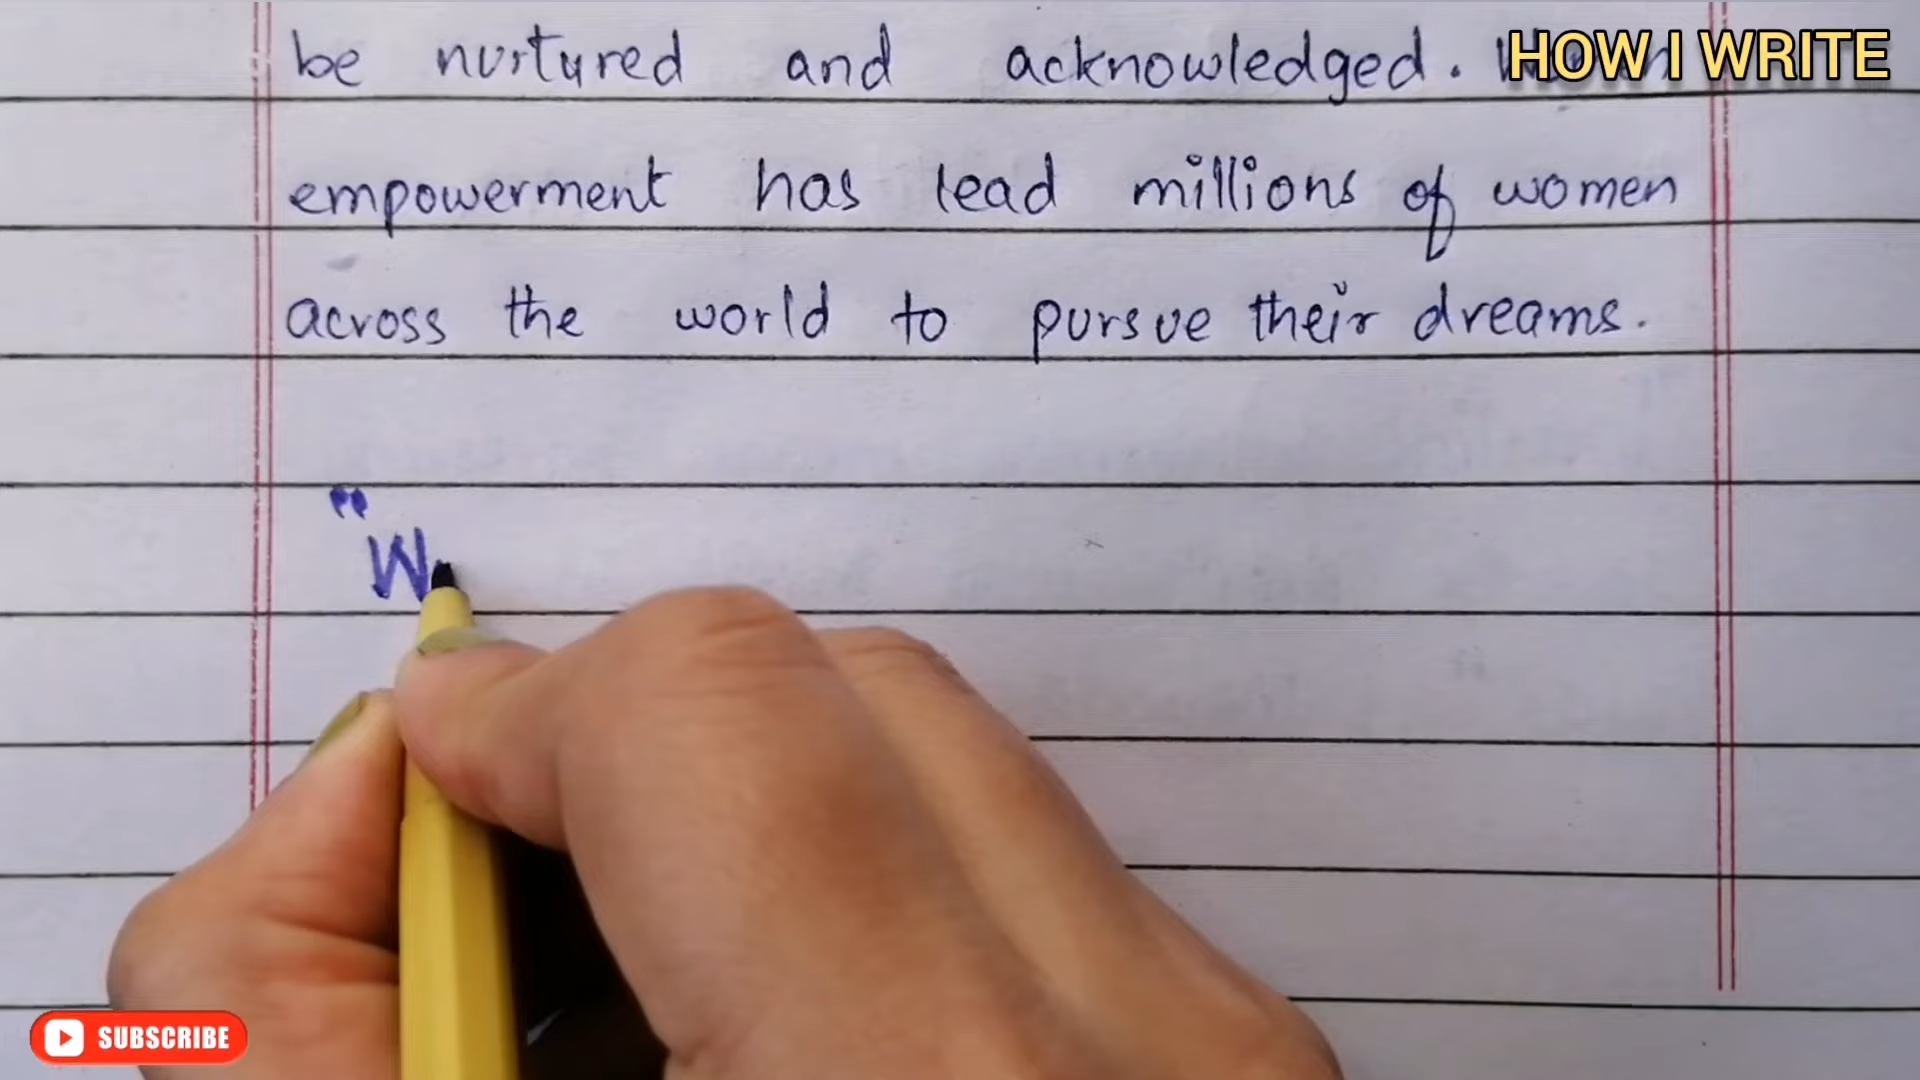 be nurtured and acknowledged.
HOW I WRITE
empowerment has lead millions of women
across the world to pursue their dreams.
"W
SUBSCRIBE